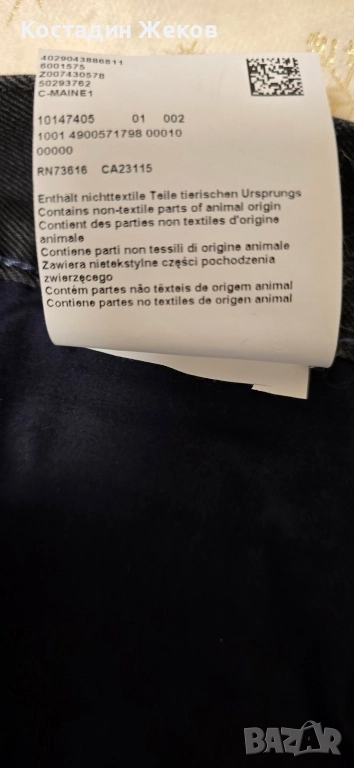 Костадин Жеков
4029043886811
6001575
Z007430578
50293762
C-MAINE1
10147405 01 002
1001 4900571798 00010
00000
RN73616 CA23115
Enthält nichttextile Teile tierischen Ursprungs
Contains non-textile parts of animal origin
Contient des parties non textiles d'origine
animale
Contiene parti non tessili di origine animale
Zawiera nietekstylne części pochodzenia
zwierzęcego
Contém partes não têxteis de origem animal
Contiene partes no textiles de origen animal
BAZAR.bg